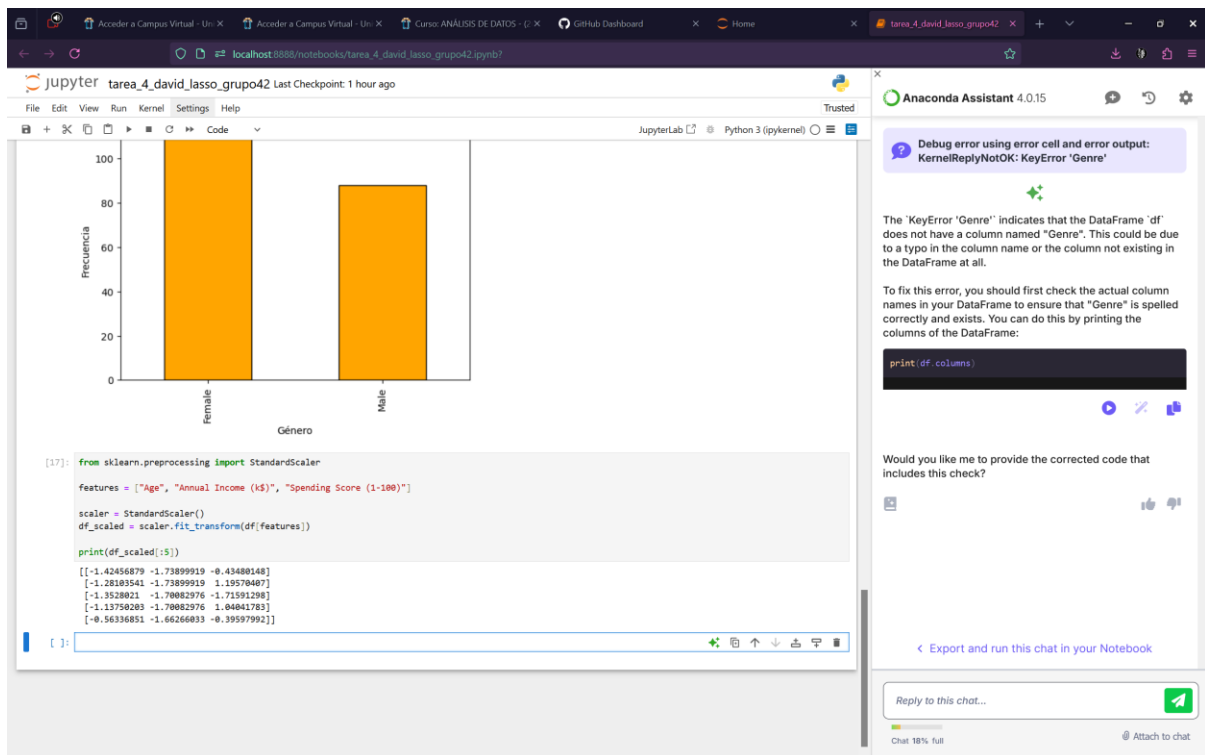 Acceder a Campus Virtual - Uni
Acceder a Campus Virtual - Uni
Curso: ANÁLISIS DE DATOS - (2
GitHub Dashboard
Home
tarea_4_david_lasso_grupo42
localhost:8888/notebooks/tarea_4_david_lasso_grupo42.ipynb?
jupyter tarea_4_david_lasso_grupo42 Last Checkpoint: 1 hour ago
File Edit View Run Kernel Settings Help
Trusted
Code
JupyterLab
Python 3 (ipykernel)
100
80
60
40
20
0
Frecuencia
Female
Male
Género
[17]:
from sklearn.preprocessing import StandardScaler
features = ["Age", "Annual Income (k$)", "Spending Score (1-100)"]
scaler = StandardScaler()
df_scaled = scaler.fit_transform(df[features])
print(df_scaled[:5])
[[-1.42456879 -1.73899919 -0.43480148]
[-1.28103541 -1.73899919 1.19570407]
[-1.3528021 -1.70082976 -1.71591298]
[-1.13750203 -1.70082976 1.04041783]
[-0.56336851 -1.66266033 -0.39597992]]
[ ]:
Anaconda Assistant 4.0.15
Debug error using error cell and error output:
KernelReplyNotOK: KeyError 'Genre'
The `KeyError 'Genre'` indicates that the DataFrame `df`
does not have a column named "Genre". This could be due
to a typo in the column name or the column not existing in
the DataFrame at all.
To fix this error, you should first check the actual column
names in your DataFrame to ensure that "Genre" is spelled
correctly and exists. You can do this by printing the
columns of the DataFrame:
print(df.columns)
Would you like me to provide the corrected code that
includes this check?
< Export and run this chat in your Notebook
Reply to this chat...
Chat 18% full
Attach to chat